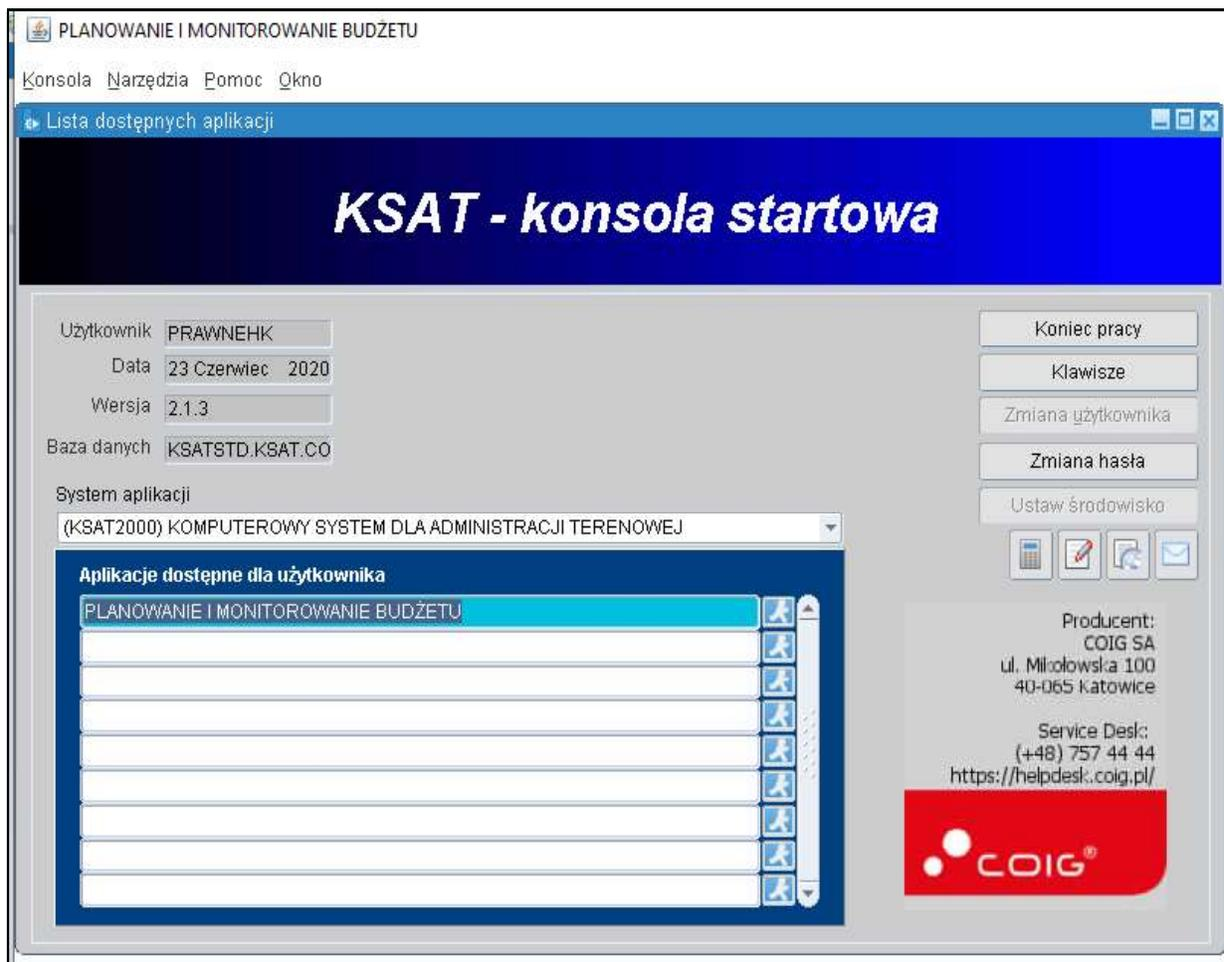 PLANOWANIE I MONITOROWANIE BUDŻETU
Konsola Narzędzia Pomoc Okno
Lista dostępnych aplikacji
KSAT - konsola startowa
Użytkownik PRAWNEHK
Data 23 Czerwiec 2020
Wersja 2.1.3
Baza danych KSATSTD.KSAT.CO
System aplikacji
(KSAT2000) KOMPUTEROWY SYSTEM DLA ADMINISTRACJI TERENOWEJ
Aplikacje dostępne dla użytkownika
PLANOWANIE I MONITOROWANIE BUDŻETU
Koniec pracy
Klawisze
Zmiana użytkownika
Zmiana hasła
Ustaw środowisko
Producent:
COIG SA
ul. Mikołowska 100
40-065 Katowice
Service Desk:
(+48) 757 44 44
https://helpdesk.coig.pl/
COIG®